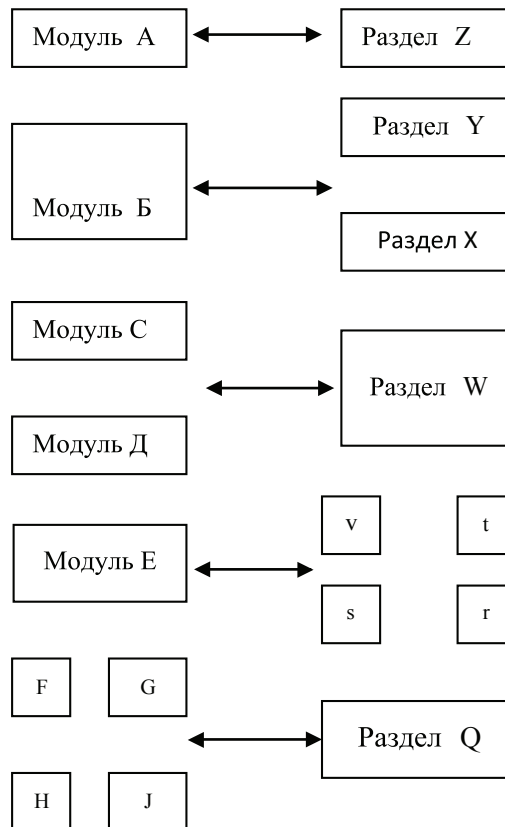 Модуль А
Раздел Z
Раздел Y
Модуль Б
Раздел X
Модуль С
Раздел W
Модуль Д
v
t
Модуль Е
s
r
F
G
Раздел Q
H
J